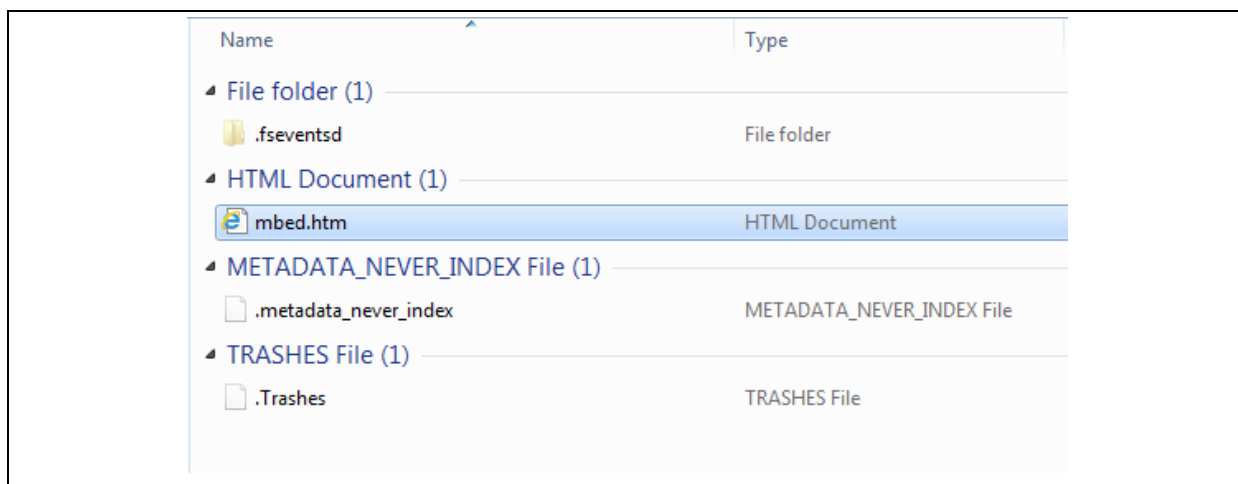 Name Type
File folder (1)
.fseventsd File folder
HTML Document (1)
mbed.htm HTML Document
METADATA_NEVER_INDEX File (1)
.metadata_never_index METADATA_NEVER_INDEX File
TRASHES File (1)
.Trashes TRASHES File